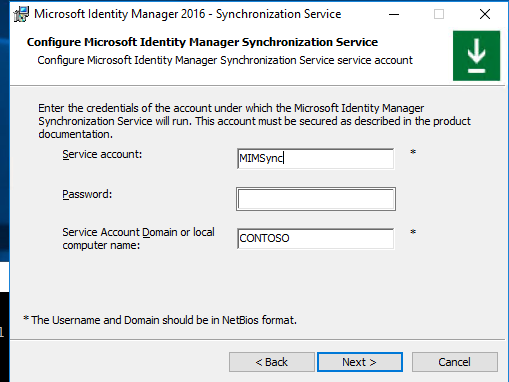 Microsoft Identity Manager 2016 - Synchronization Service
Configure Microsoft Identity Manager Synchronization Service
Configure Microsoft Identity Manager Synchronization Service service account
Enter the credentials of the account under which the Microsoft Identity Manager
Synchronization Service will run. This account must be secured as described in the product
documentation.
Service account:
MIMSync
*
Password:
Service Account Domain or local
computer name:
CONTOSO
*
* The Username and Domain should be in NetBios format.
< Back
Next >
Cancel